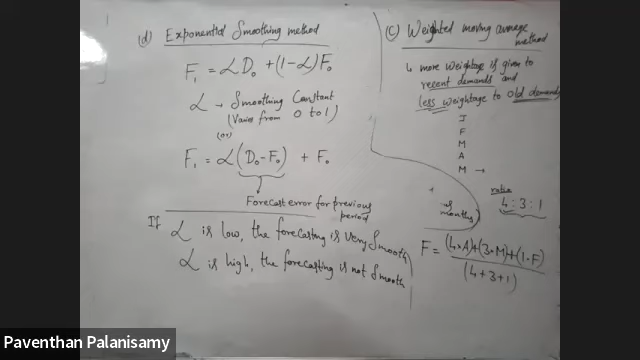 (d) Exponential Smoothing method
F₁ = α D₀ + (1-α) F₀
α → Smoothing Constant
(Varies from 0 to 1)
(or)
F₁ = α (D₀-F₀) + F₀
Forecast error for previous
period
If α is low, the forecasting is very smooth
α is high, the forecasting is not smooth
(c) Weighted moving average
method
↳ more weightage is given to
recent demands and
less weightage to old demands
J
F
M
A
M →
ratio
4 : 3 : 1
months)
F = (4*A)+(3*M)+(1*F)
(4+3+1)
Paventhan Palanisamy